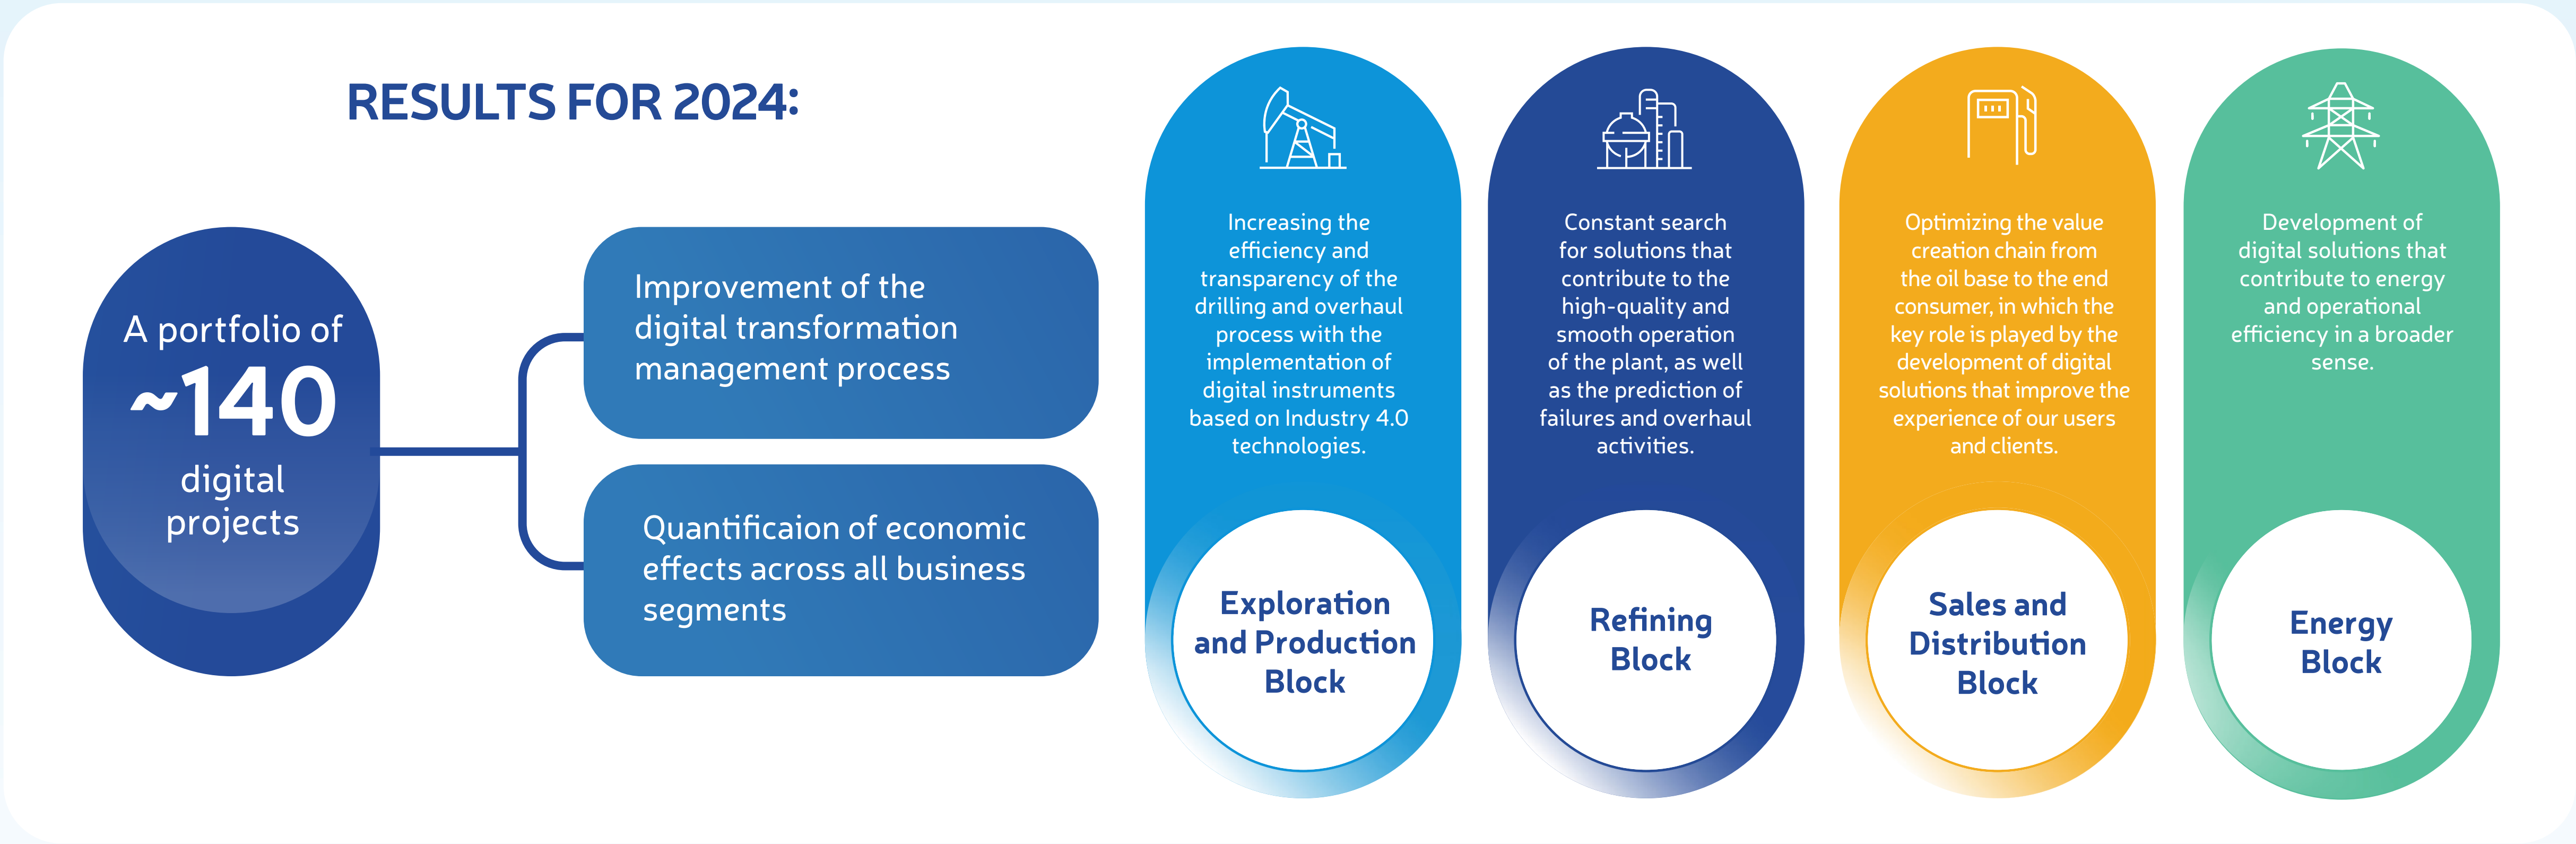 RESULTS FOR 2024:
A portfolio of
~140
digital
projects
Improvement of the
digital transformation
management process
Quantificaion of economic
effects across all business
segments
Increasing the
efficiency and
transparency of the
drilling and overhaul
process with the
implementation of
digital instruments
based on Industry 4.0
technologies.
Exploration
and Production
Block
Constant search
for solutions that
contribute to the
high-quality and
smooth operation
of the plant, as well
as the prediction of
failures and overhaul
activities.
Refining
Block
Optimizing the value
creation chain from
the oil base to the end
consumer, in which the
key role is played by the
development of digital
solutions that improve the
experience of our users
and clients.
Sales and
Distribution
Block
Development of
digital solutions that
contribute to energy
and operational
efficiency in a broader
sense.
Energy
Block